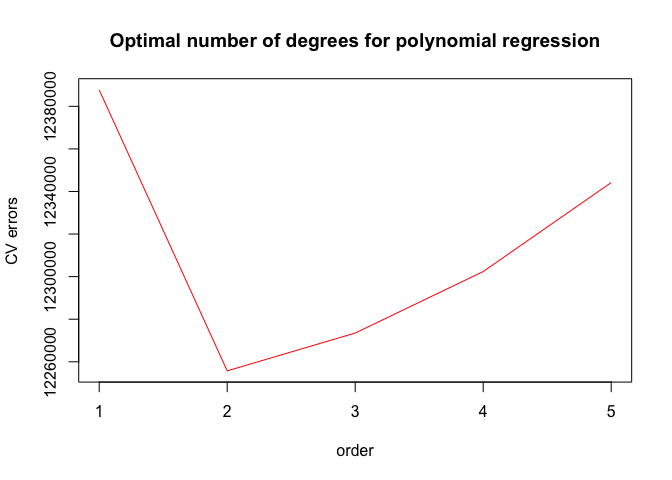 Optimal number of degrees for polynomial regression
CV errors
12380000
12340000
12300000
12260000
1 2 3 4 5
order